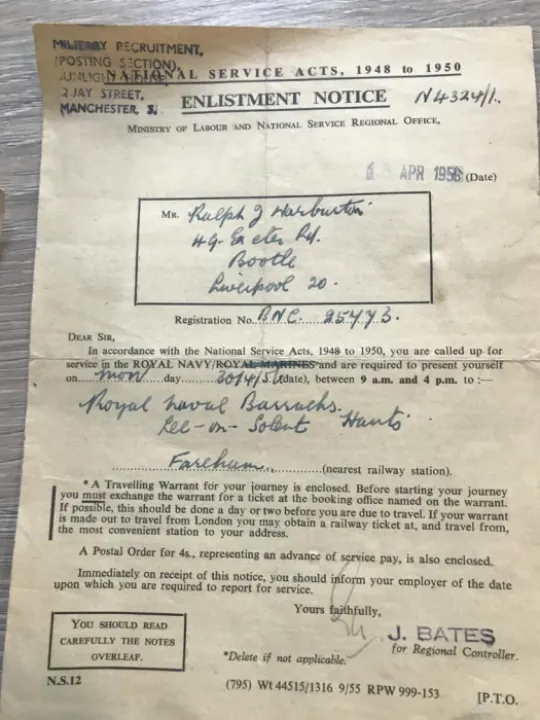 MILITARY RECRUITMENT,
(POSTING SECTION),
SUNLIGHT HOUSE,
QUAY STREET,
MANCHESTER, 3.
NATIONAL SERVICE ACTS, 1948 to 1950
ENLISTMENT NOTICE
N4324/1.
MINISTRY OF LABOUR AND NATIONAL SERVICE REGIONAL OFFICE,
APR 1956 (Date)
MR. Ralph J Warburton
49 Exeter Rd.
Bootle
Liverpool 20.
Registration No. BNC. 25473.
DEAR SIR,
In accordance with the National Service Acts, 1948 to 1950, you are called up for
service in the ROYAL NAVY/ROYAL MARINES and are required to present yourself
on mon day 30/4/56 (date), between 9 a.m. and 4 p.m. to :—
Royal Naval Barracks.
Lee-on-Solent Hants
Fareham (nearest railway station).
* A Travelling Warrant for your journey is enclosed. Before starting your journey
you must exchange the warrant for a ticket at the booking office named on the warrant.
If possible, this should be done a day or two before you are due to travel. If your warrant
is made out to travel from London you may obtain a railway ticket at, and travel from,
the most convenient station to your address.
A Postal Order for 4s., representing an advance of service pay, is also enclosed.
Immediately on receipt of this notice, you should inform your employer of the date
upon which you are required to report for service.
Yours faithfully,
J. BATES
for Regional Controller.
YOU SHOULD READ
CAREFULLY THE NOTES
OVERLEAF.
*Delete if not applicable.
N.S.12
(795) Wt 44515/1316 9/55 RPW 999-153
[P.T.O.